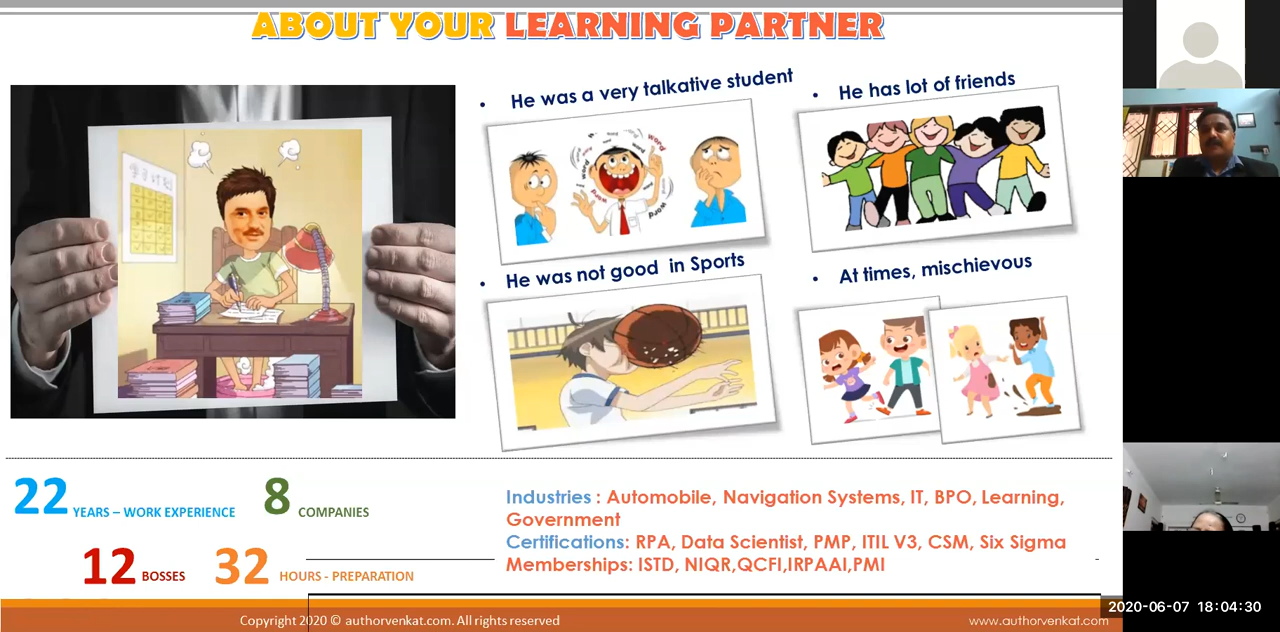 ABOUT YOUR LEARNING PARTNER
• He was a very talkative student
• He has lot of friends
word
word
word
• He was not good in Sports
• At times, mischievous
22 YEARS – WORK EXPERIENCE
8 COMPANIES
12 BOSSES
32 HOURS - PREPARATION
Industries : Automobile, Navigation Systems, IT, BPO, Learning,
Government
Certifications: RPA, Data Scientist, PMP, ITIL V3, CSM, Six Sigma
Memberships: ISTD, NIQR,QCFI,IRPAAI,PMI
Copyright 2020 © authorvenkat.com. All rights reserved
www.authorvenkat.com
2020-06-07 18:04:30